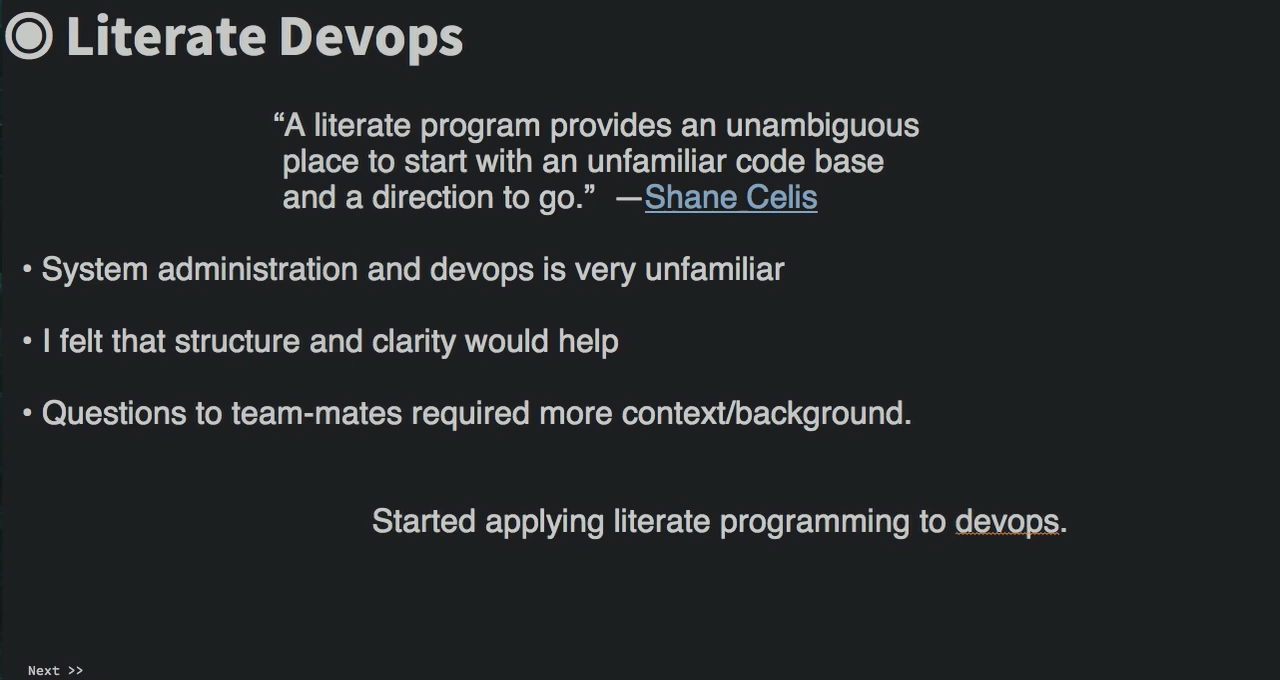 Literate Devops
“A literate program provides an unambiguous
place to start with an unfamiliar code base
and a direction to go.” —Shane Celis
• System administration and devops is very unfamiliar
• I felt that structure and clarity would help
• Questions to team-mates required more context/background.
Started applying literate programming to devops.
Next >>